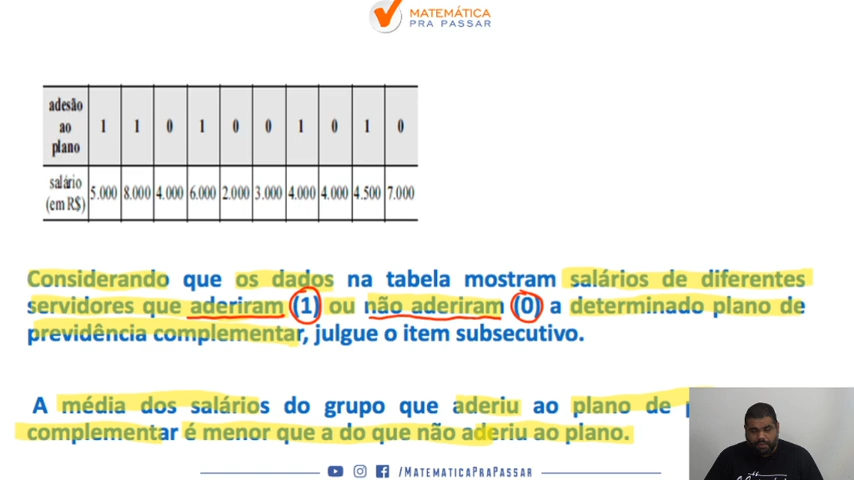 MATEMÁTICA
PRA PASSAR
adesão ao plano 1 1 0 1 0 0 1 0 1 0
salário (em R$) 5.000 8.000 4.000 6.000 2.000 3.000 4.000 4.000 4.500 7.000
Considerando que os dados na tabela mostram salários de diferentes
servidores que aderiram (1) ou não aderiram (0) a determinado plano de
previdência complementar, julgue o item subsecutivo.
A média dos salários do grupo que aderiu ao plano de
complementar é menor que a do que não aderiu ao plano.
/MATEMATICAPRAPASSAR